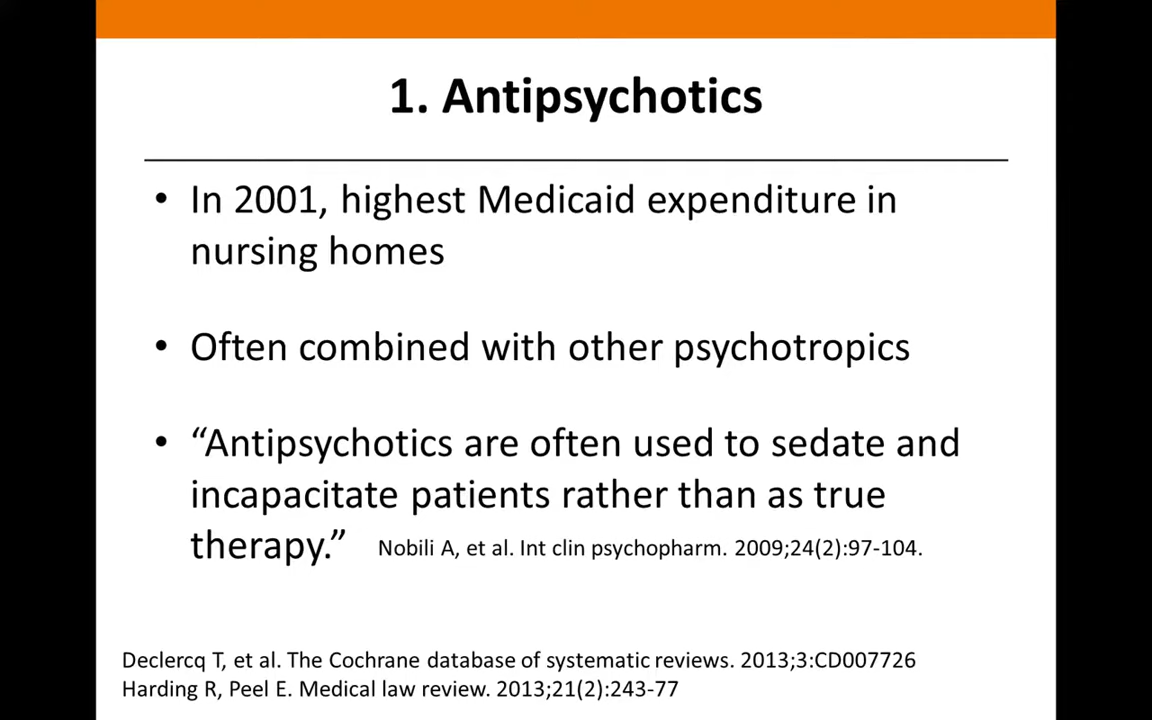 1. Antipsychotics
• In 2001, highest Medicaid expenditure in
nursing homes
• Often combined with other psychotropics
• “Antipsychotics are often used to sedate and
incapacitate patients rather than as true
therapy.” Nobili A, et al. Int clin psychopharm. 2009;24(2):97-104.
Declercq T, et al. The Cochrane database of systematic reviews. 2013;3:CD007726
Harding R, Peel E. Medical law review. 2013;21(2):243-77